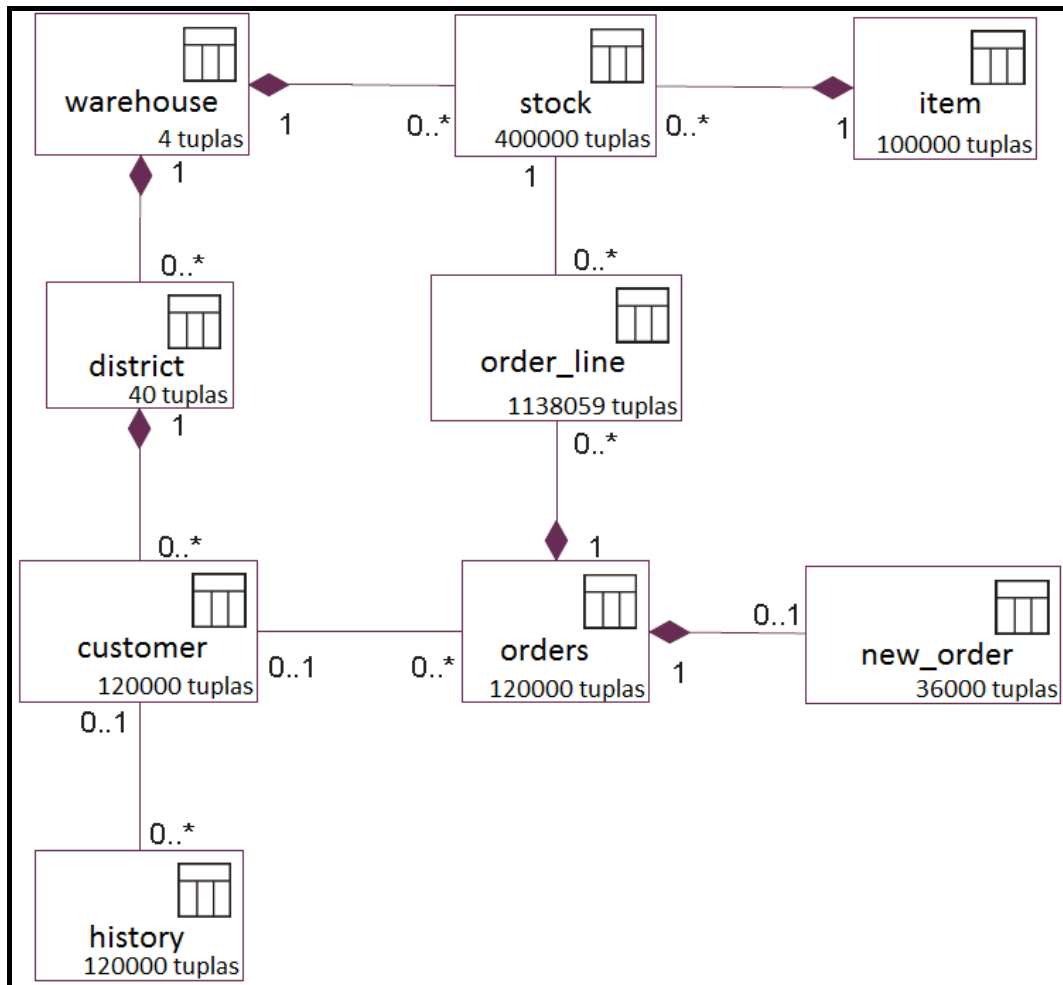 warehouse
4 tuplas
1
0..*
stock
400000 tuplas
0..*
1
item
100000 tuplas
1
1
0..*
district
40 tuplas
0..*
order_line
1138059 tuplas
1
0..*
0..*
1
customer
120000 tuplas
0..1
0..*
orders
120000 tuplas
1
0..1
new_order
36000 tuplas
0..1
0..*
history
120000 tuplas